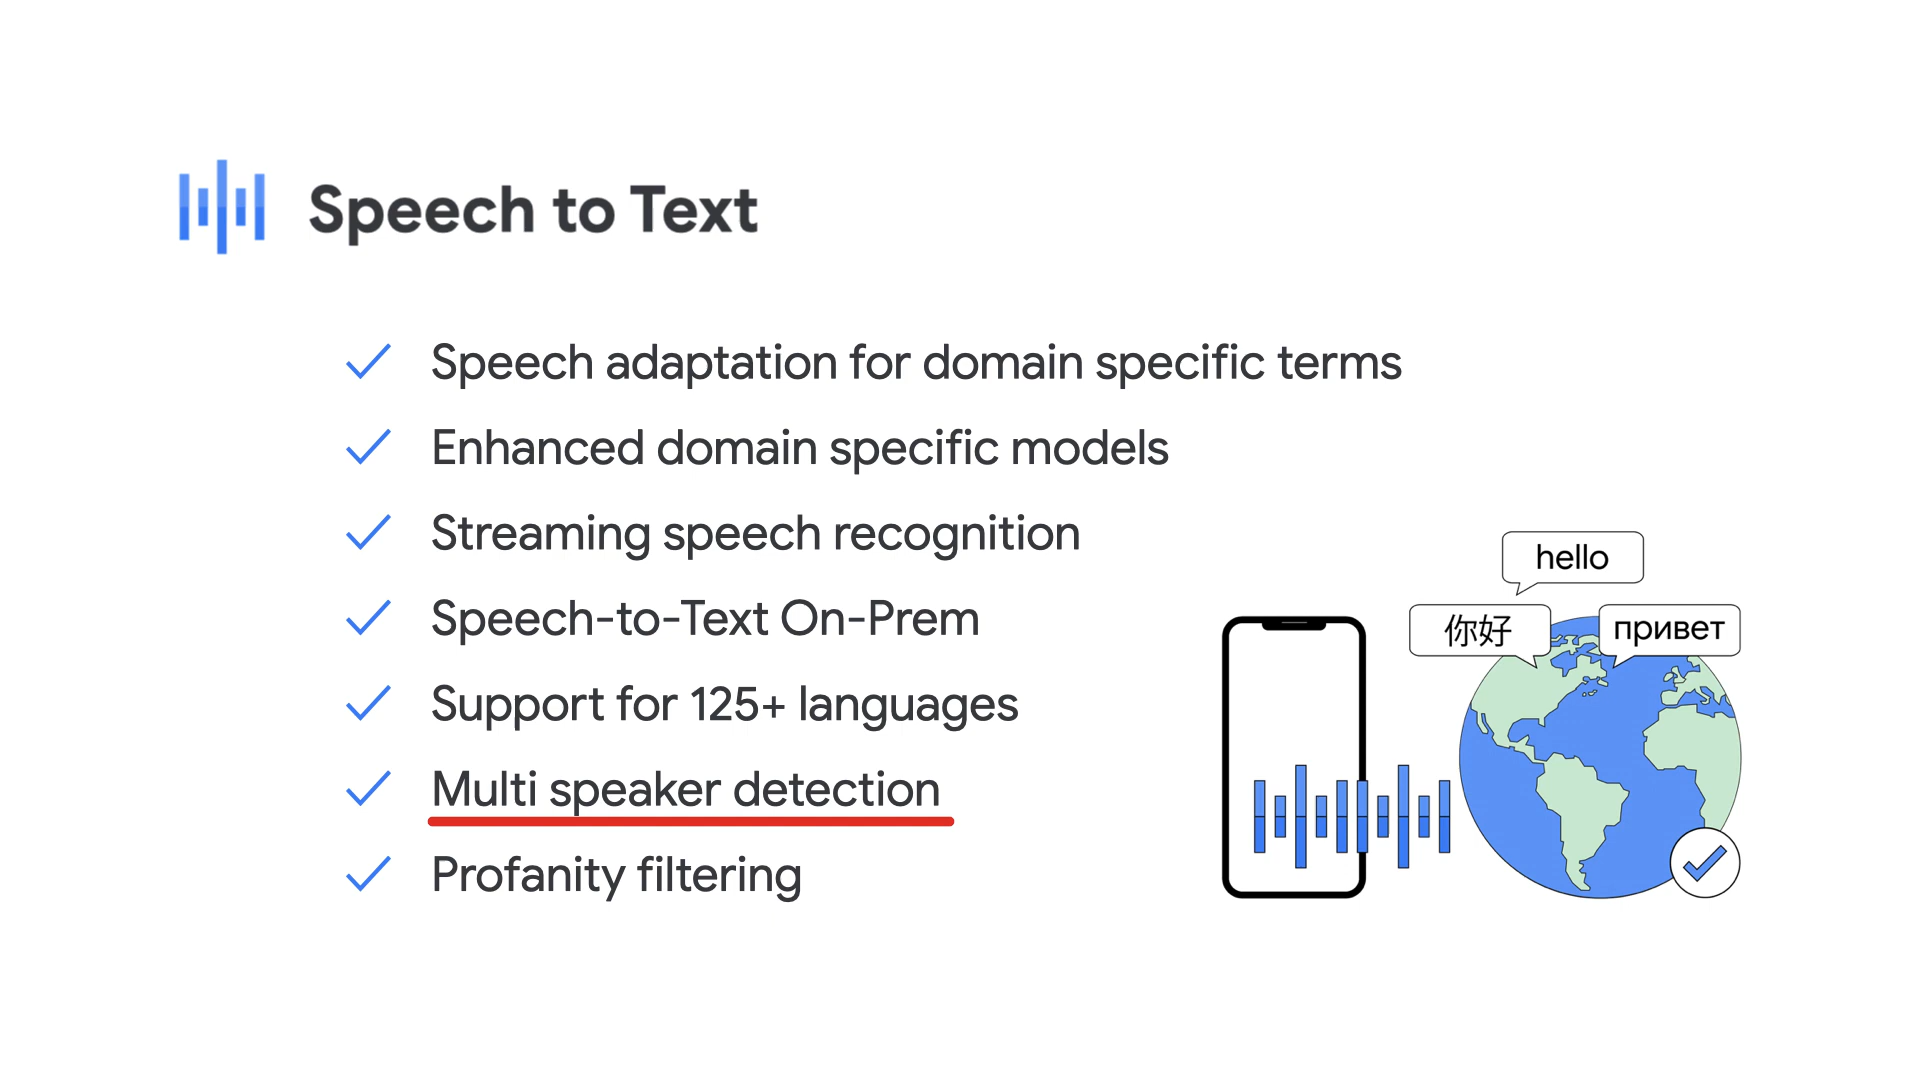 Speech to Text
Speech adaptation for domain specific terms
Enhanced domain specific models
Streaming speech recognition
Speech-to-Text On-Prem
Support for 125+ languages
Multi speaker detection
Profanity filtering
hello
你好
привет